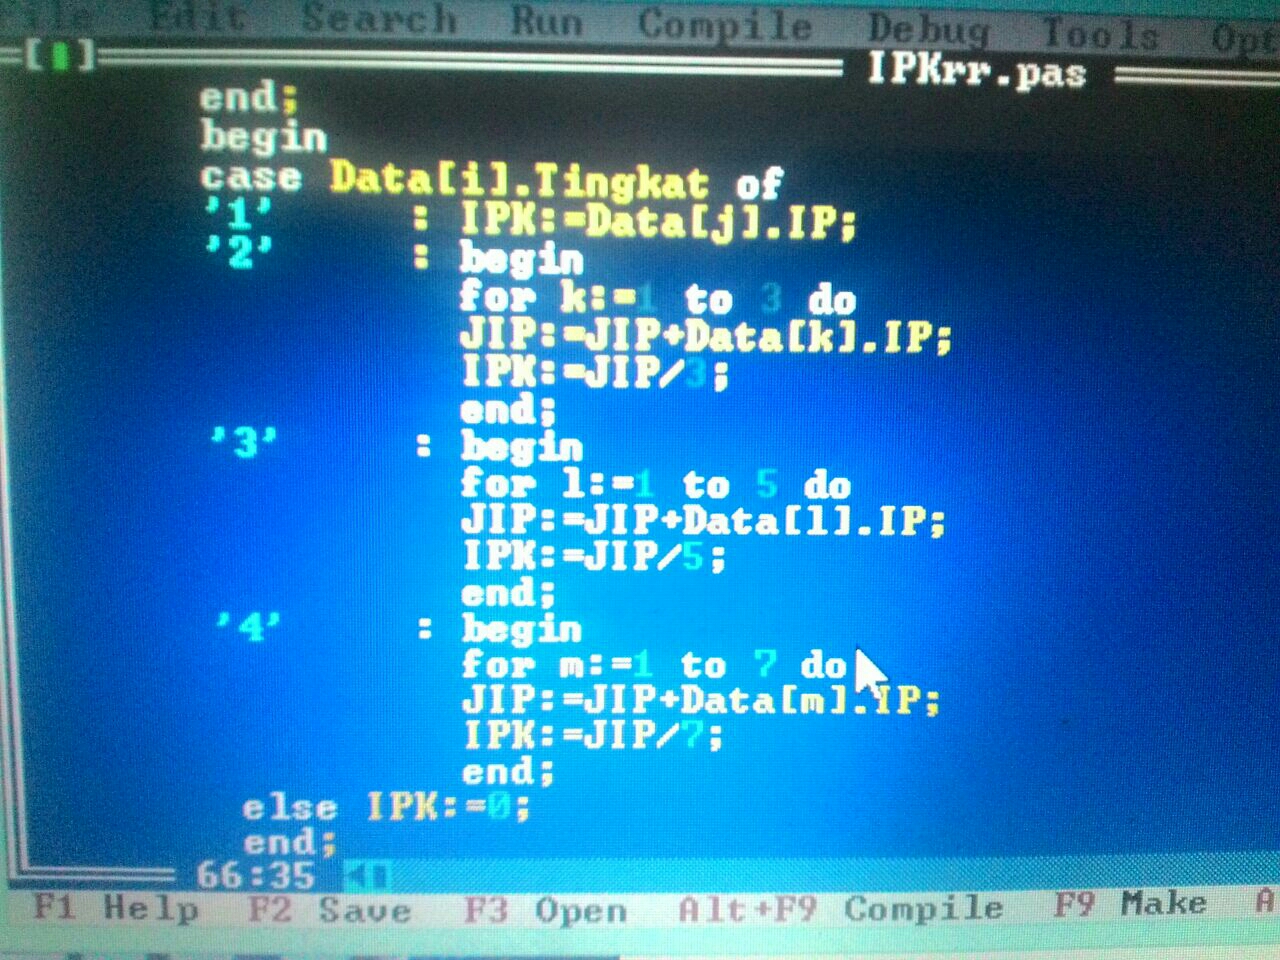 File Edit Search Run Compile Debug Tools Opt
IPKrr.pas
end;
begin
case Data[i].Tingkat of
'1' : IPK:=Data[j].IP;
'2' : begin
for k:=1 to 3 do
JIP:=JIP+Data[k].IP;
IPK:=JIP/3;
end;
'3' : begin
for l:=1 to 5 do
JIP:=JIP+Data[l].IP;
IPK:=JIP/5;
end;
'4' : begin
for m:=1 to 7 do
JIP:=JIP+Data[m].IP;
IPK:=JIP/7;
end;
else IPK:=0;
end;
66:35
F1 Help F2 Save F3 Open Alt+F9 Compile F9 Make A